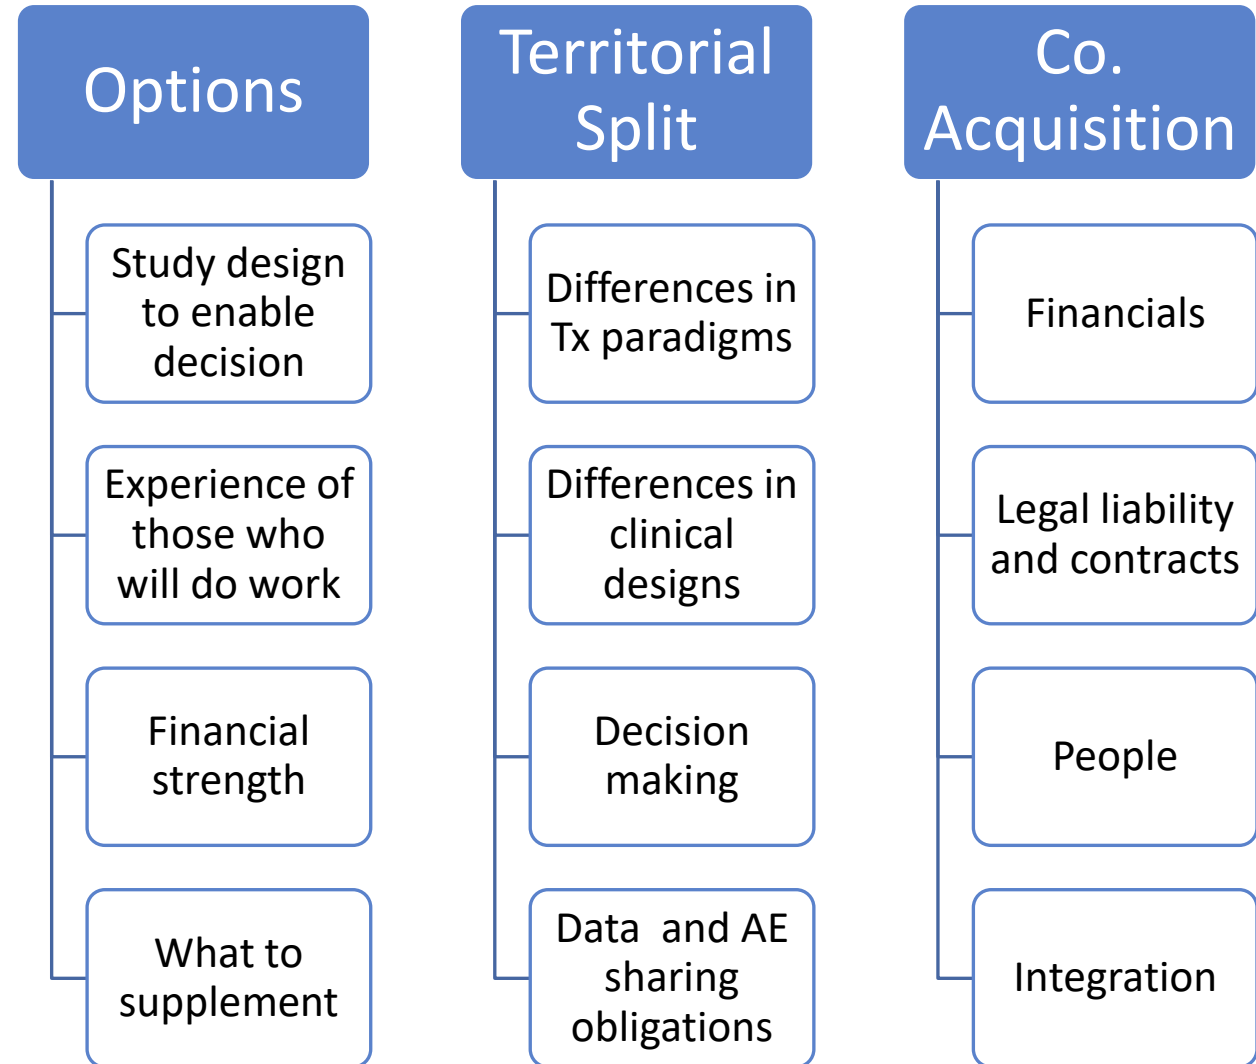 Options
Study design
to enable
decision
Experience of
those who
will do work
Financial
strength
What to
supplement
Territorial
Split
Differences in
Tx paradigms
Differences in
clinical
designs
Decision
making
Data  and AE
sharing
obligations
Co.
Acquisition
Financials
Legal liability
and contracts
People
Integration